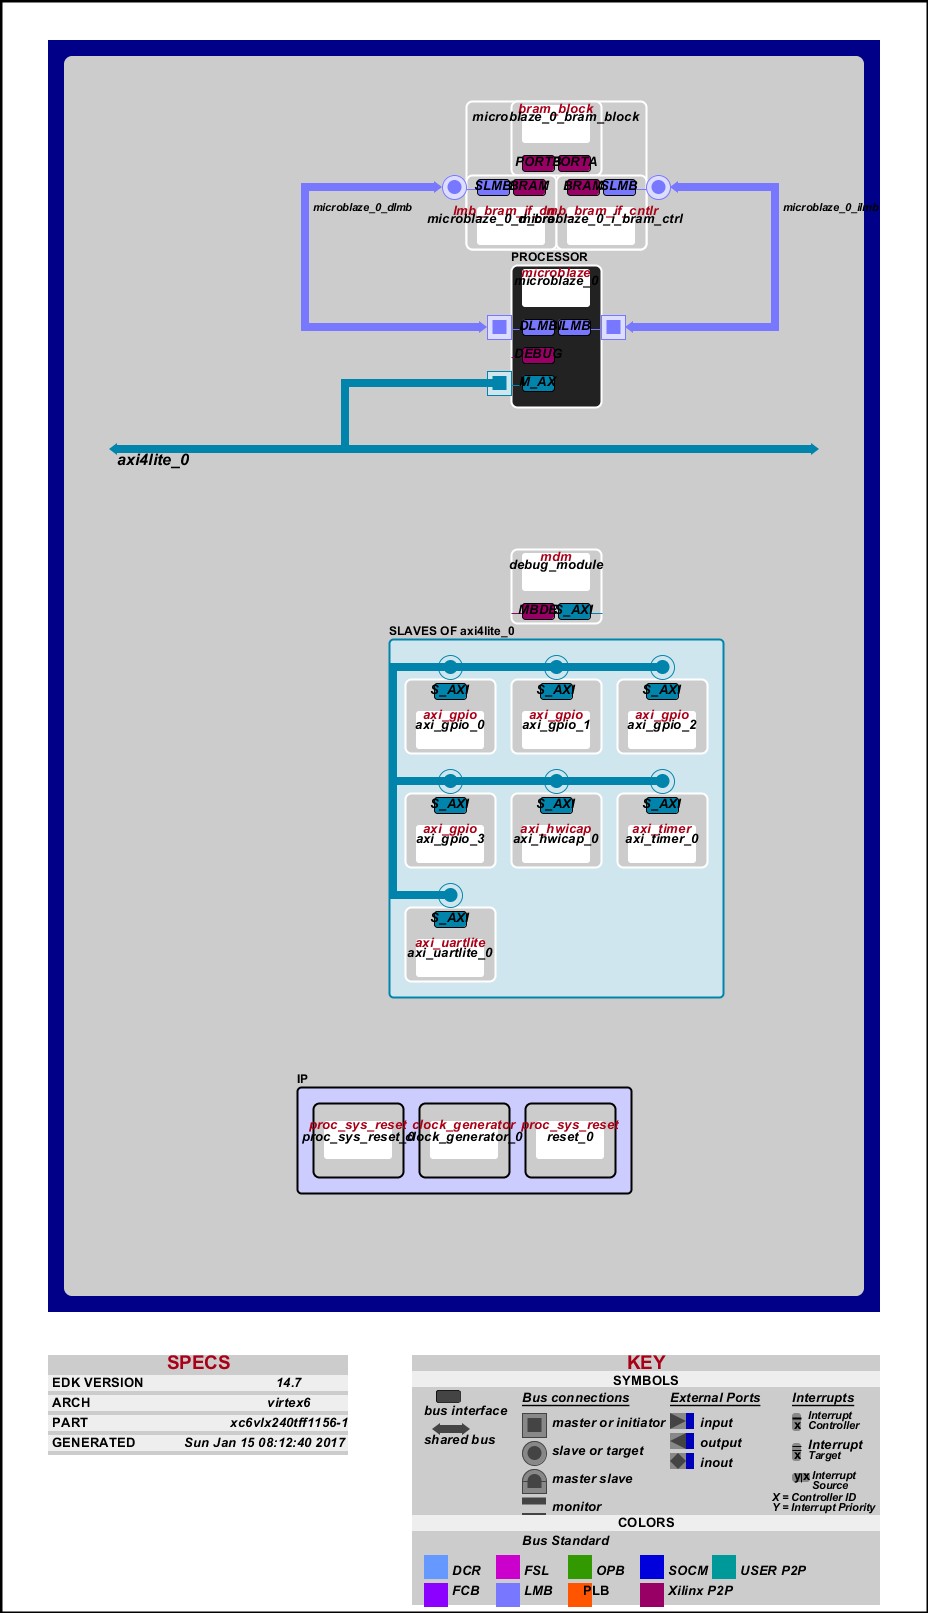 bram_block
microblaze_0_bram_block
PORTB PORTA
SLMB BRAM BRAM SLMB
microblaze_0_dlmb
microblaze_0_ilmb
lmb_bram_if_cntlr
microblaze_0_i_bram_ctrl
PROCESSOR
microblaze
microblaze_0
DLMB ILMB
DEBUG
M_AX
axi4lite_0
mdm
debug_module
S_AXI
SLAVES OF axi4lite_0
S_AXI S_AXI S_AXI
axi_gpio axi_gpio axi_gpio
axi_gpio_0 axi_gpio_1 axi_gpio_2
S_AXI S_AXI S_AXI
axi_gpio axi_hwicap axi_timer
axi_gpio_3 axi_hwicap_0 axi_timer_0
S_AXI
axi_uartlite
axi_uartlite_0
IP
proc_sys_reset clock_generator proc_sys_reset
proc_sys_reset_0 clock_generator_0 reset_0
SPECS
EDK VERSION 14.7
ARCH virtex6
PART xc6vlx240tff1156-1
GENERATED Sun Jan 15 08:12:40 2017
KEY
SYMBOLS
bus interface
shared bus
Bus connections
master or initiator
slave or target
master slave
monitor
External Ports
input
output
inout
Interrupts
x Interrupt
Controller
x Interrupt
Target
y x Interrupt
Source
X = Controller ID
Y = Interrupt Priority
COLORS
Bus Standard
DCR FSL OPB SOCM USER P2P
FCB LMB PLB Xilinx P2P